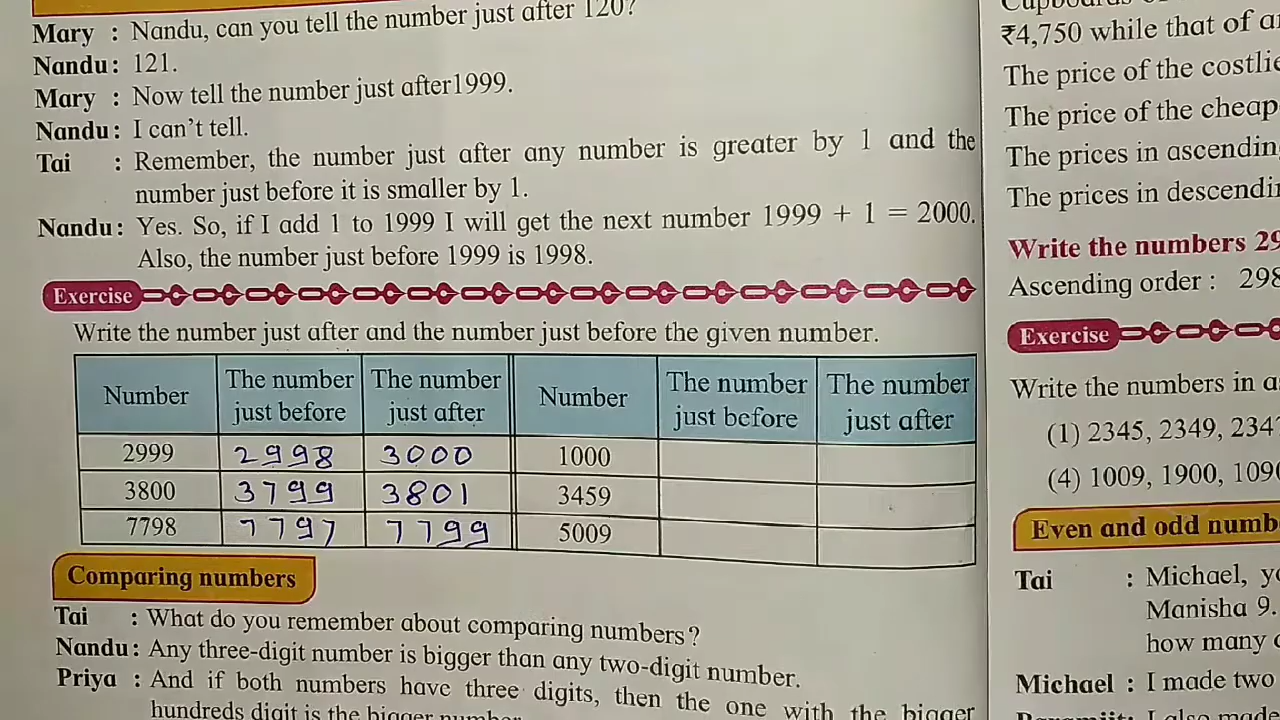 Mary : Nandu, can you tell the number just after 120?
Nandu: 121.
Mary : Now tell the number just after1999.
Nandu: I can't tell.
Tai : Remember, the number just after any number is greater by 1 and the
number just before it is smaller by 1.
Nandu: Yes. So, if I add 1 to 1999 I will get the next number 1999 + 1 = 2000.
Also, the number just before 1999 is 1998.
Exercise
Write the number just after and the number just before the given number.
Number The number just before The number just after Number The number just before The number just after
2999 2998 3000 1000
3800 3799 3801 3459
7798 7797 7799 5009
Comparing numbers
Tai : What do you remember about comparing numbers?
Nandu: Any three-digit number is bigger than any two-digit number.
Priya : And if both numbers have three digits, then the one with the bigger
hundreds digit is the bigger number.
₹4,750 while that of
The price of the
The price of the
The prices in
The prices in
Write the numbers
Ascending order :
Exercise
Write the numbers in
(1) 2345, 2349,
(4) 1009, 1900,
Even and odd
Tai : Michael,
Manisha 9.
how many
Michael : I made two
I also made